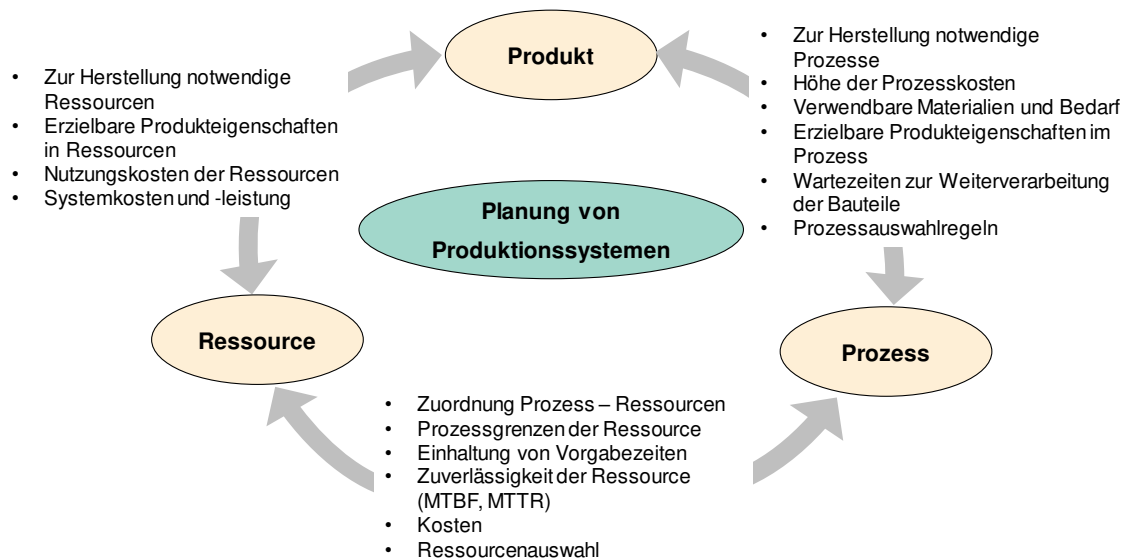 Produkt
• Zur Herstellung notwendige
Ressourcen
• Erzielbare Produkteigenschaften
in Ressourcen
• Nutzungskosten der Ressourcen
• Systemkosten und -leistung
• Zur Herstellung notwendige
Prozesse
• Höhe der Prozesskosten
• Verwendbare Materialien und Bedarf
• Erzielbare Produkteigenschaften im
Prozess
• Wartezeiten zur Weiterverarbeitung
der Bauteile
• Prozessauswahlregeln
Planung von
Produktionssystemen
Ressource
Prozess
• Zuordnung Prozess – Ressourcen
• Prozessgrenzen der Ressource
• Einhaltung von Vorgabezeiten
• Zuverlässigkeit der Ressource
(MTBF, MTTR)
• Kosten
• Ressourcenauswahl